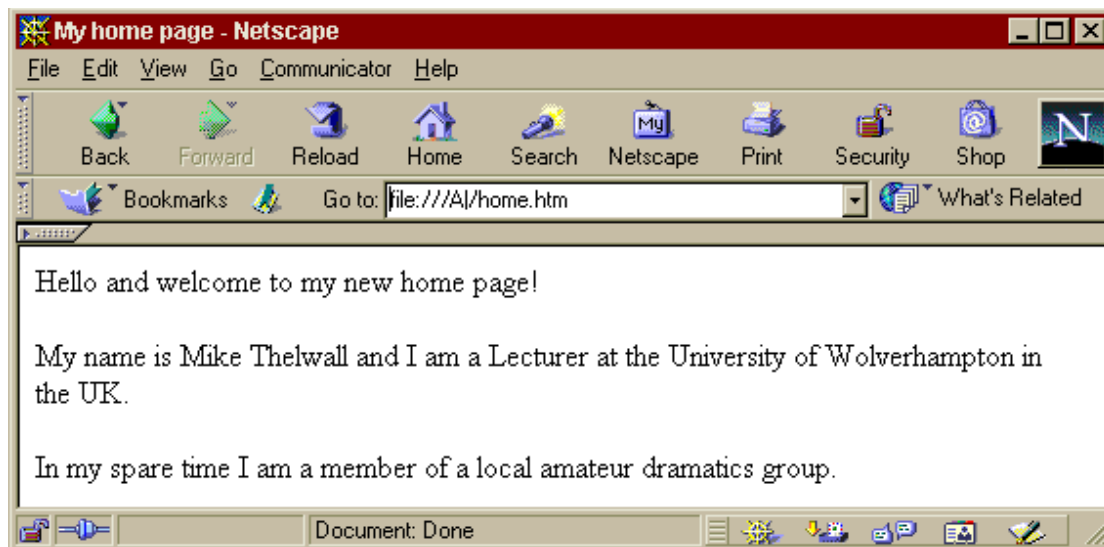 My home page - Netscape
File Edit View Go Communicator Help
My N
Back Forward Reload Home Search Netscape Print Security Shop
Bookmarks Go to: file:///A|/home.htm What's Related
Hello and welcome to my new home page!
My name is Mike Thelwall and I am a Lecturer at the University of Wolverhampton in
the UK.
In my spare time I am a member of a local amateur dramatics group.
Document: Done